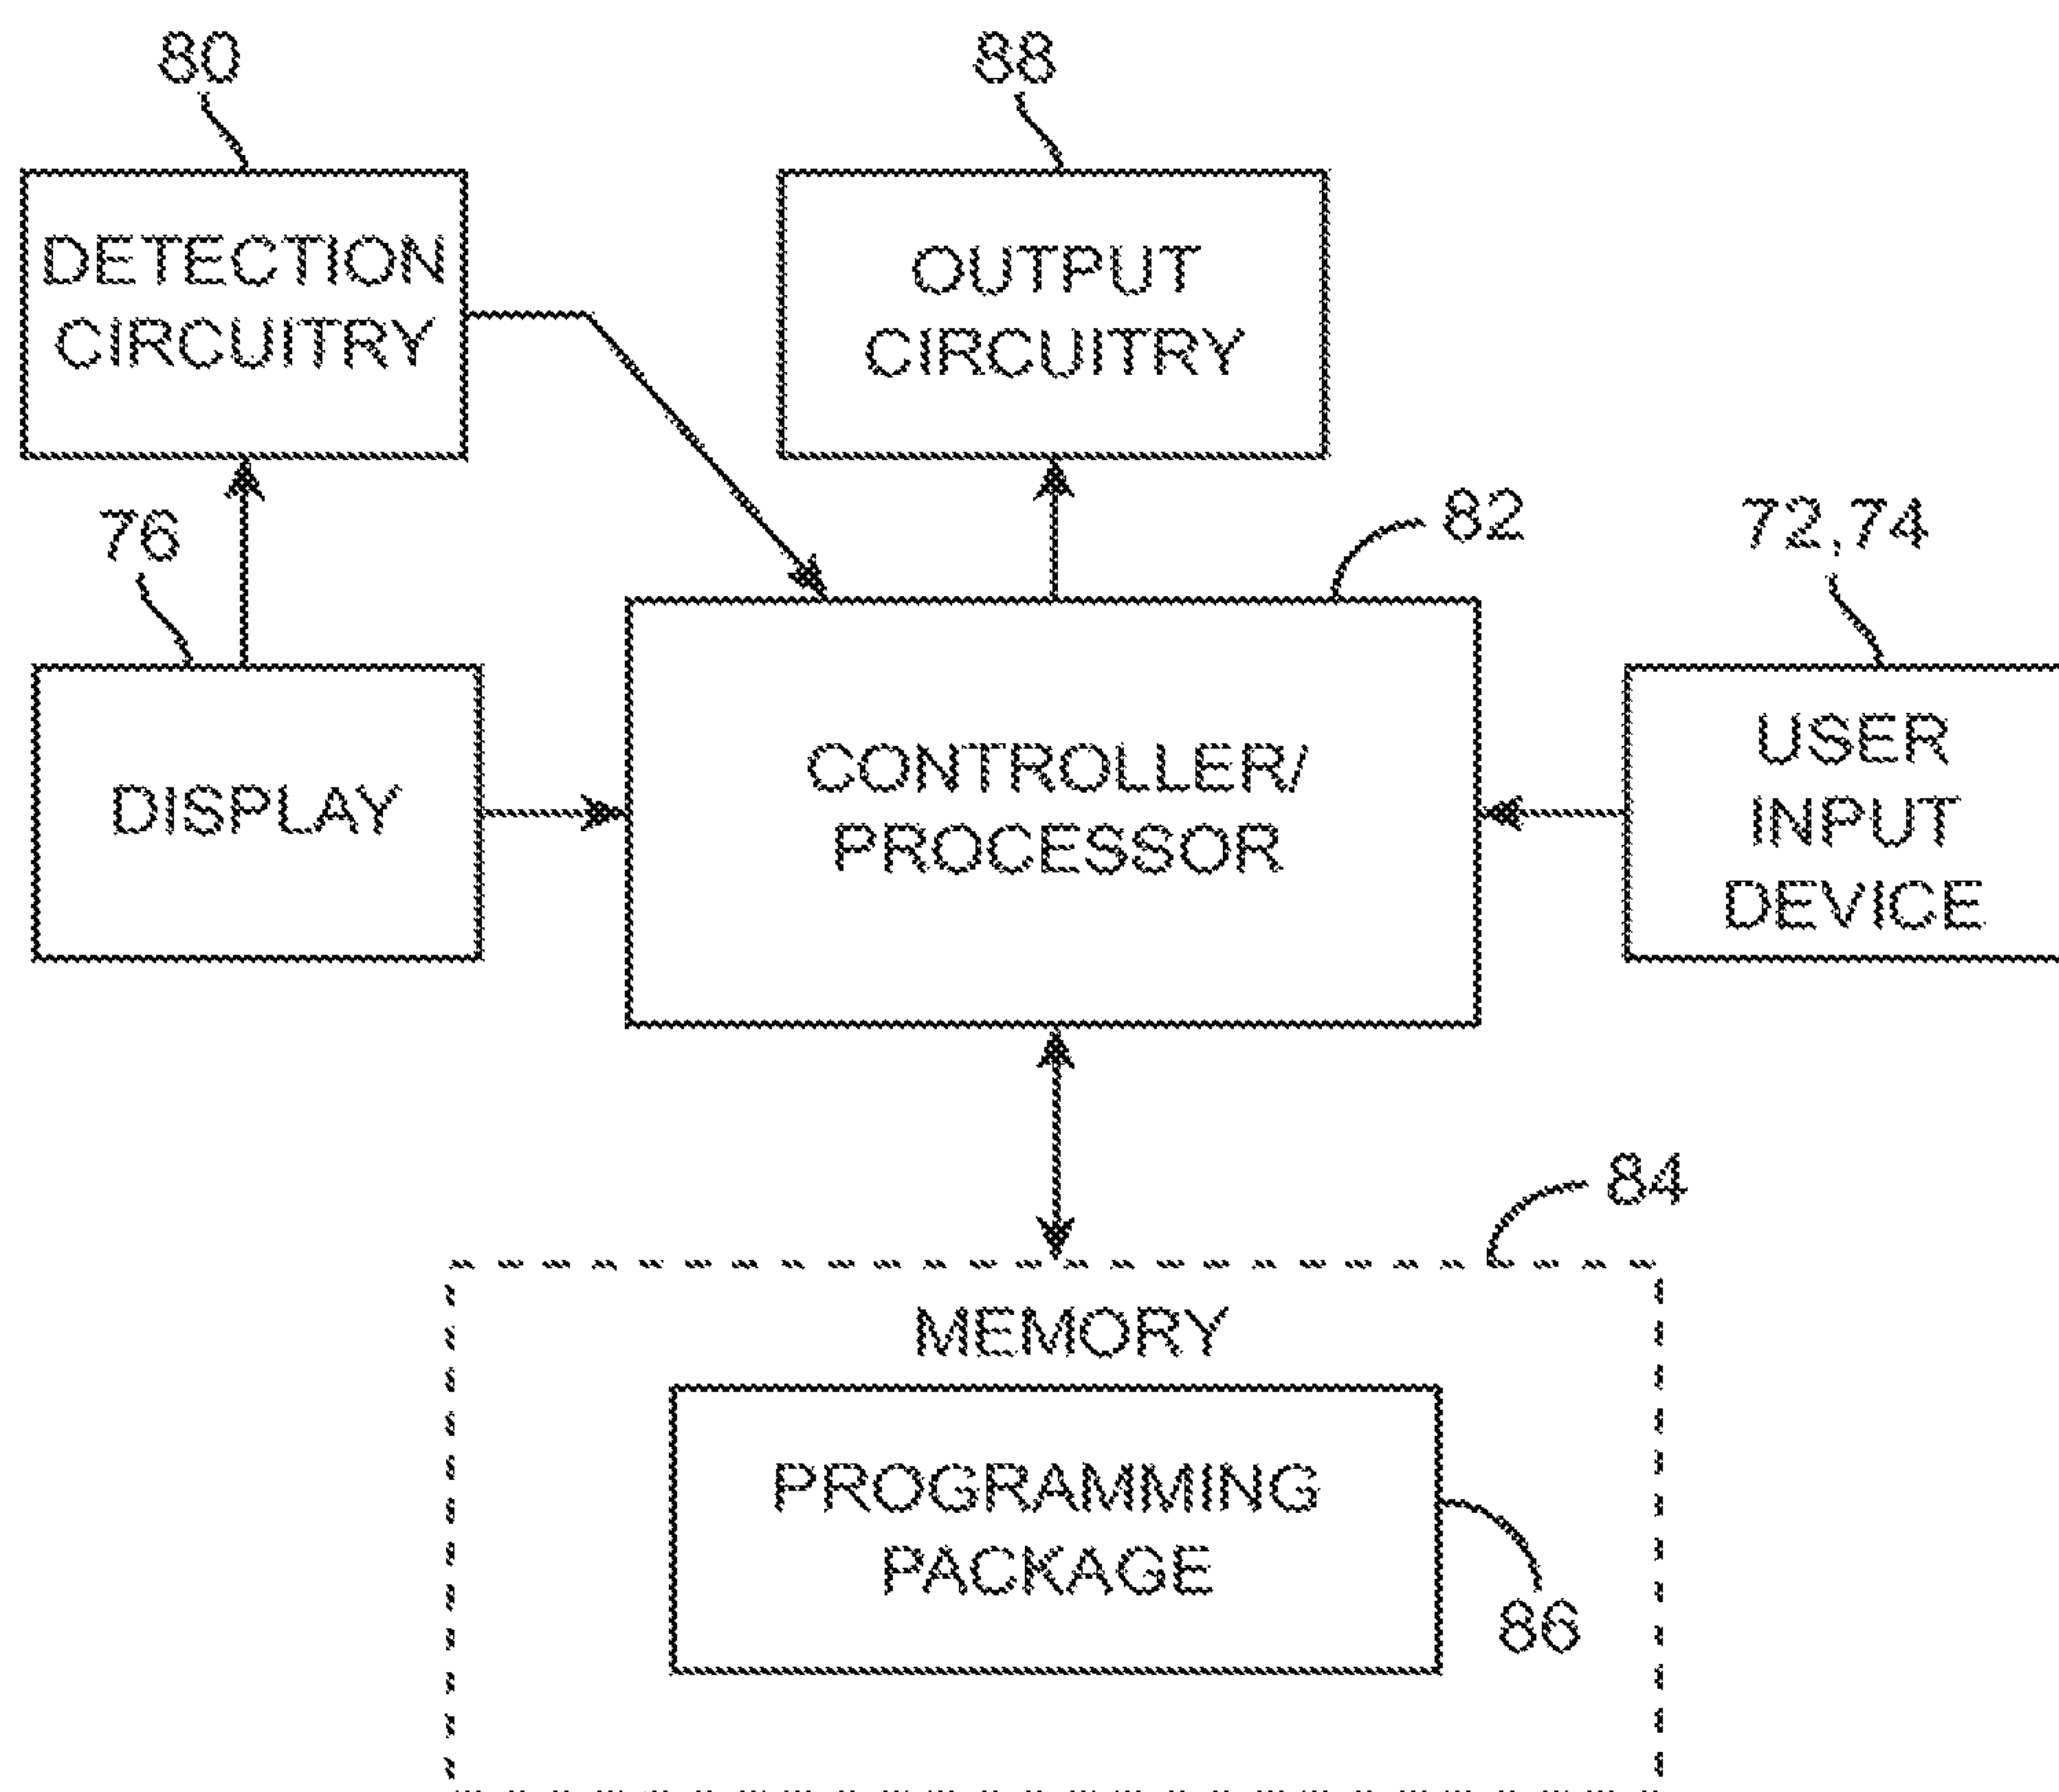 80
88
DETECTION
CIRCUITRY
OUTPUT
CIRCUITRY
76
82
72,74
DISPLAY
CONTROLLER/
PROCESSOR
USER
INPUT
DEVICE
84
MEMORY
PROGRAMMING
PACKAGE
86